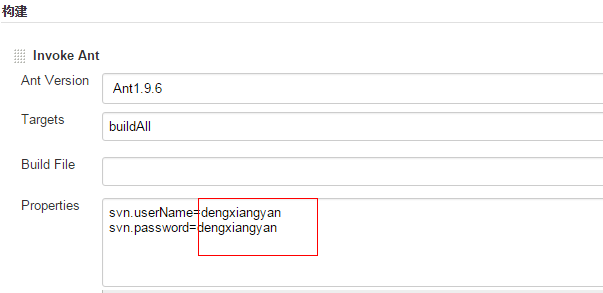 构建
Invoke Ant
Ant Version
Ant1.9.6
Targets
buildAll
Build File
Properties
svn.userName=dengxiangyan
svn.password=dengxiangyan